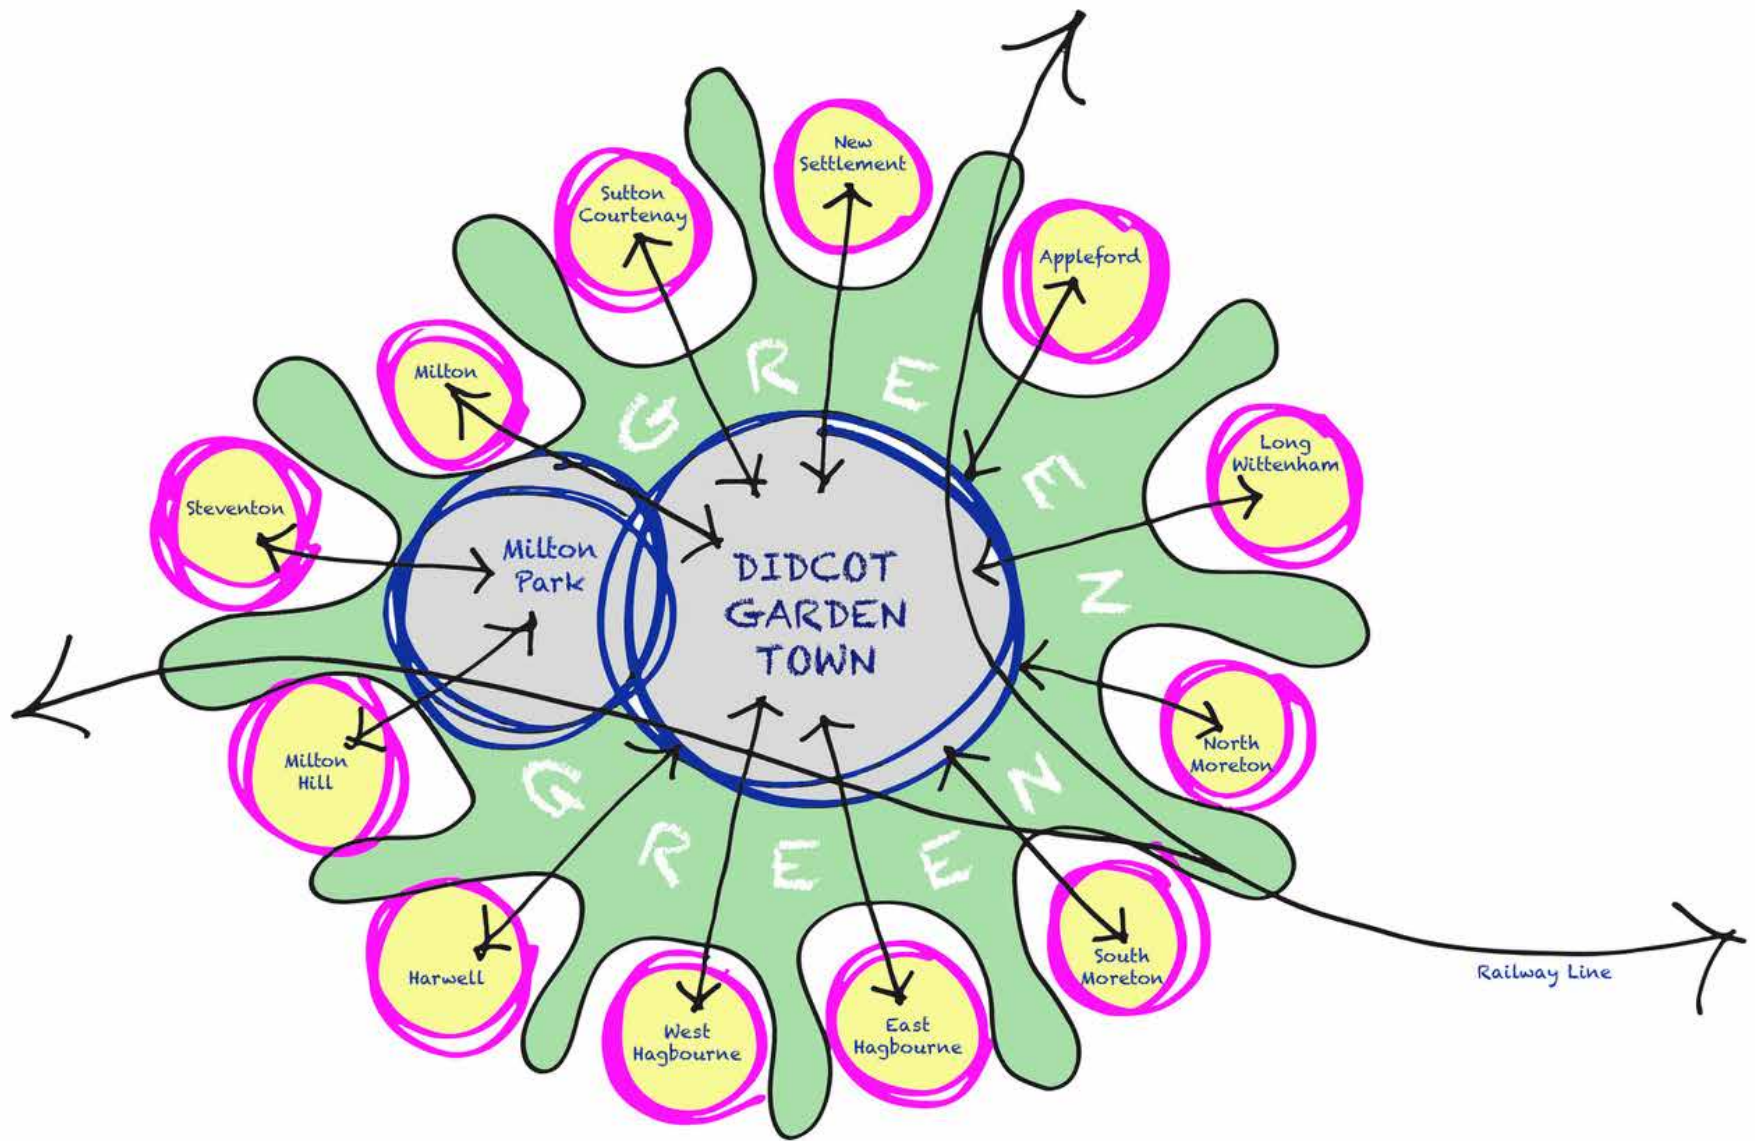 New
Settlement
Sutton
Courtenay
Appleford
Milton
Long
Wittenham
Steventon
GREEN
Milton
Park
DIDCOT
GARDEN
TOWN
North
Moreton
Milton
Hill
GREEN
Harwell
West
Hagbourne
East
Hagbourne
South
Moreton
Railway Line